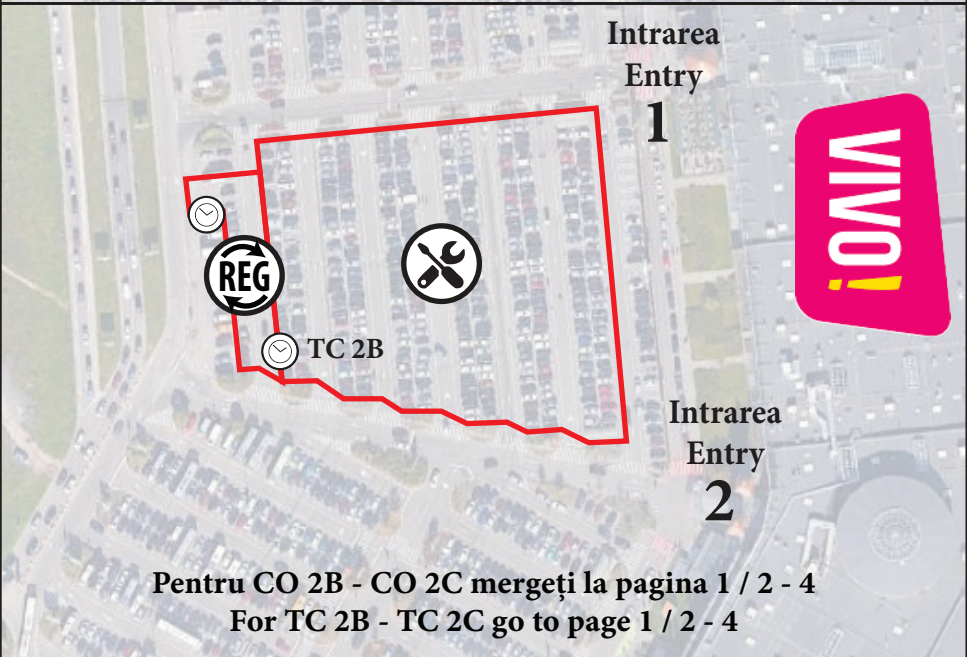 Intrarea
Entry
1
VIVO!
REG
TC 2B
Intrarea
Entry
2
Pentru CO 2B - CO 2C mergeți la pagina 1 / 2 - 4
For TC 2B - TC 2C go to page 1 / 2 - 4